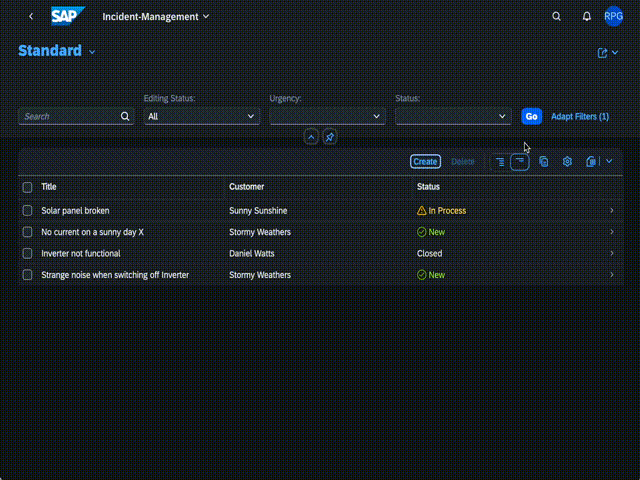 SAP Incident-Management RPG
Standard
Editing Status: Urgency: Status:
Search All Go Adapt Filters (1)
Create Delete
Title Customer Status
Solar panel broken Sunny Sunshine In Process
No current on a sunny day X Stormy Weathers New
Inverter not functional Daniel Watts Closed
Strange noise when switching off Inverter Stormy Weathers New